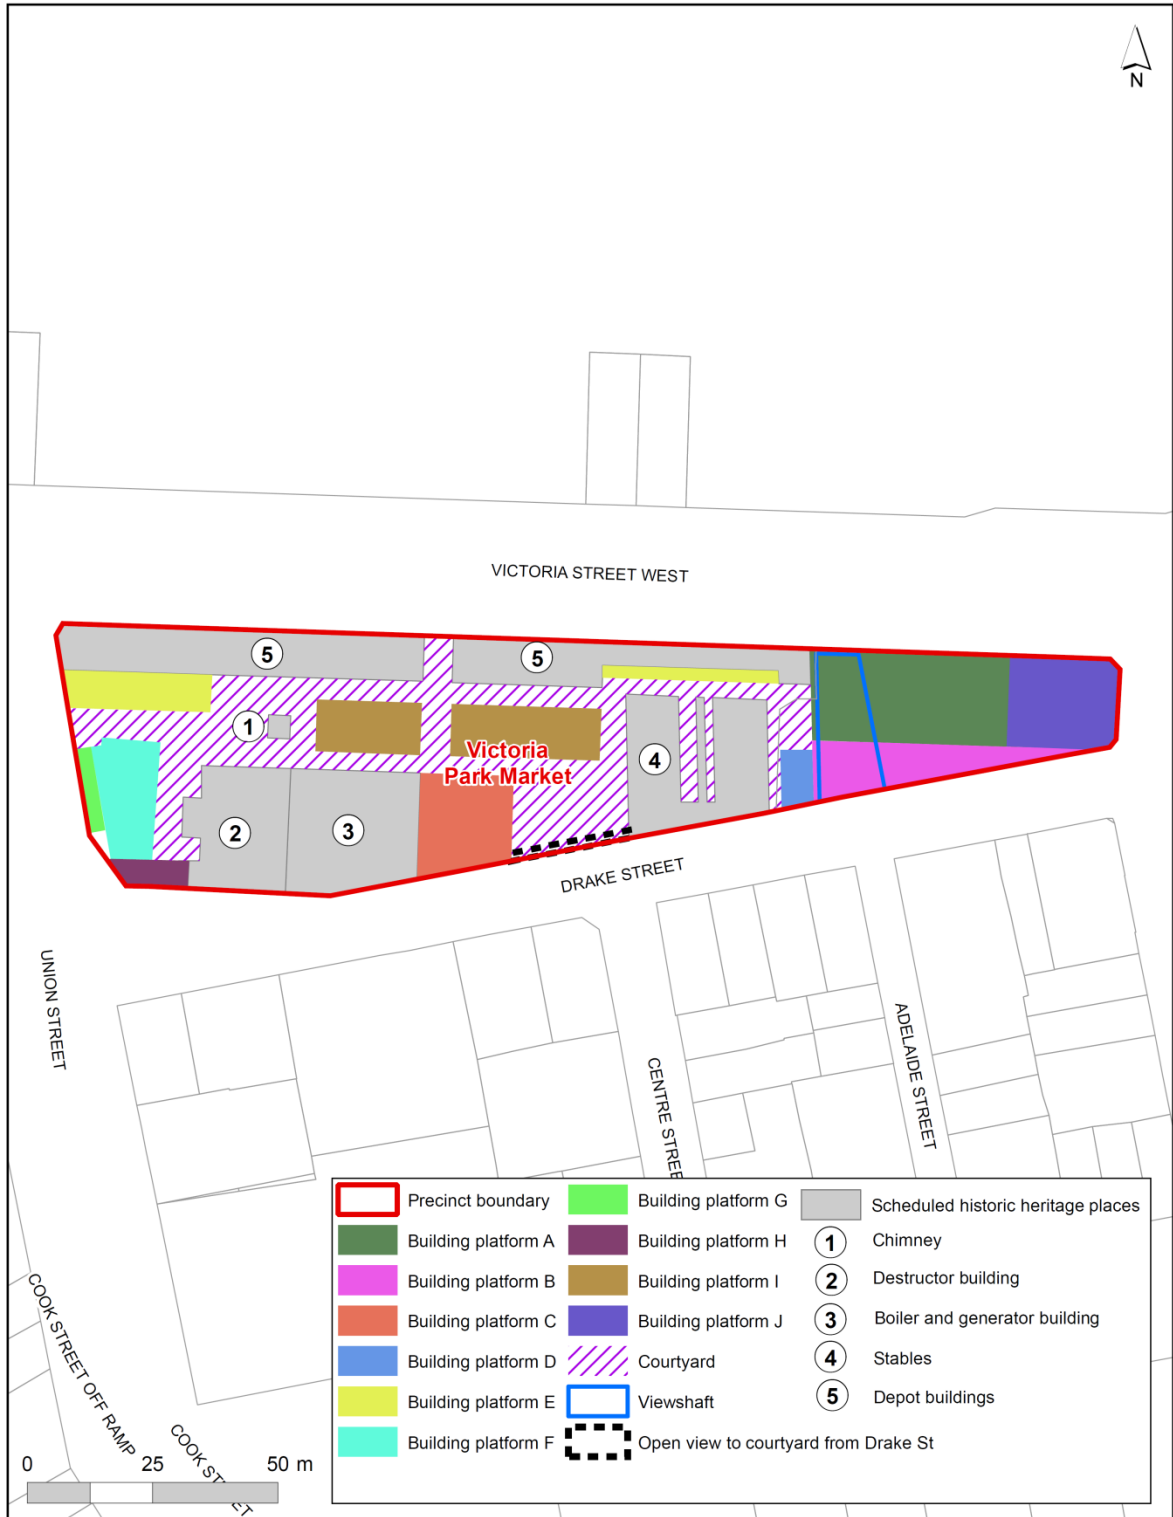 N
VICTORIA STREET WEST
5
5
1
Victoria
Park Market
4
2
3
DRAKE STREET
UNION STREET
CENTRE STREE
ADELAIDE STREET
COOK STREET OFF RAMP
COOK STREET
0 25 50 m
Precinct boundary
Building platform A
Building platform B
Building platform C
Building platform D
Building platform E
Building platform F
Building platform G
Building platform H
Building platform I
Building platform J
Courtyard
Viewshaft
Open view to courtyard from Drake St
Scheduled historic heritage places
1 Chimney
2 Destructor building
3 Boiler and generator building
4 Stables
5 Depot buildings